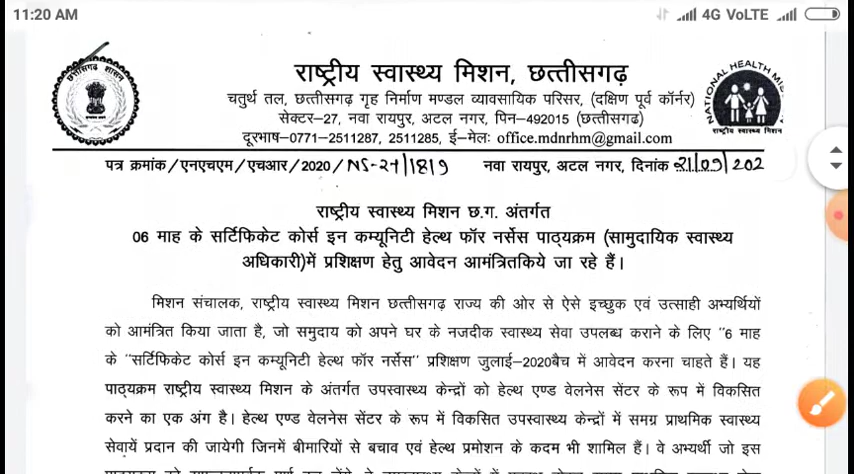 11:20 AM 4G VoLTE
छत्तीसगढ़ शासन
NATIONAL HEALTH
राष्ट्रीय स्वास्थ्य मिशन
राष्ट्रीय स्वास्थ्य मिशन, छत्तीसगढ़
चतुर्थ तल, छत्तीसगढ़ गृह निर्माण मण्डल व्यावसायिक परिसर, (दक्षिण पूर्व कॉर्नर)
सेक्टर–27, नवा रायपुर, अटल नगर, पिन–492015 (छत्तीसगढ)
दूरभाष–0771–2511287, 2511285, ई–मेलः office.mdnrhm@gmail.com
पत्र क्रमांक/एनएचएम/एचआर/2020/ नवा रायपुर, अटल नगर, दिनांक
राष्ट्रीय स्वास्थ्य मिशन छ.ग. अंतर्गत
06 माह के सर्टिफिकेट कोर्स इन कम्यूनिटी हेल्थ फॉर नर्सेस पाठ्यक्रम (सामुदायिक स्वास्थ्य
अधिकारी)में प्रशिक्षण हेतु आवेदन आमंत्रितकिये जा रहे हैं।
मिशन संचालक, राष्ट्रीय स्वास्थ्य मिशन छत्तीसगढ़ राज्य की ओर से ऐसे इच्छुक एवं उत्साही अभ्यर्थियों
को आमंत्रित किया जाता है, जो समुदाय को अपने घर के नजदीक स्वास्थ्य सेवा उपलब्ध कराने के लिए "6 माह
के "सर्टिफिकेट कोर्स इन कम्यूनिटी हेल्थ फॉर नर्सेस" प्रशिक्षण जुलाई–2020बैच में आवेदन करना चाहते हैं। यह
पाठ्यक्रम राष्ट्रीय स्वास्थ्य मिशन के अंतर्गत उपस्वास्थ्य केन्द्रों को हेल्थ एण्ड वेलनेस सेंटर के रूप में विकसित
करने का एक अंग है। हेल्थ एण्ड वेलनेस सेंटर के रूप में विकसित उपस्वास्थ्य केन्द्रों में समग्र प्राथमिक स्वास्थ्य
सेवायें प्रदान की जायेगी जिनमें बीमारियों से बचाव एवं हेल्थ प्रमोशन के कदम भी शामिल हैं। वे अभ्यर्थी जो इस